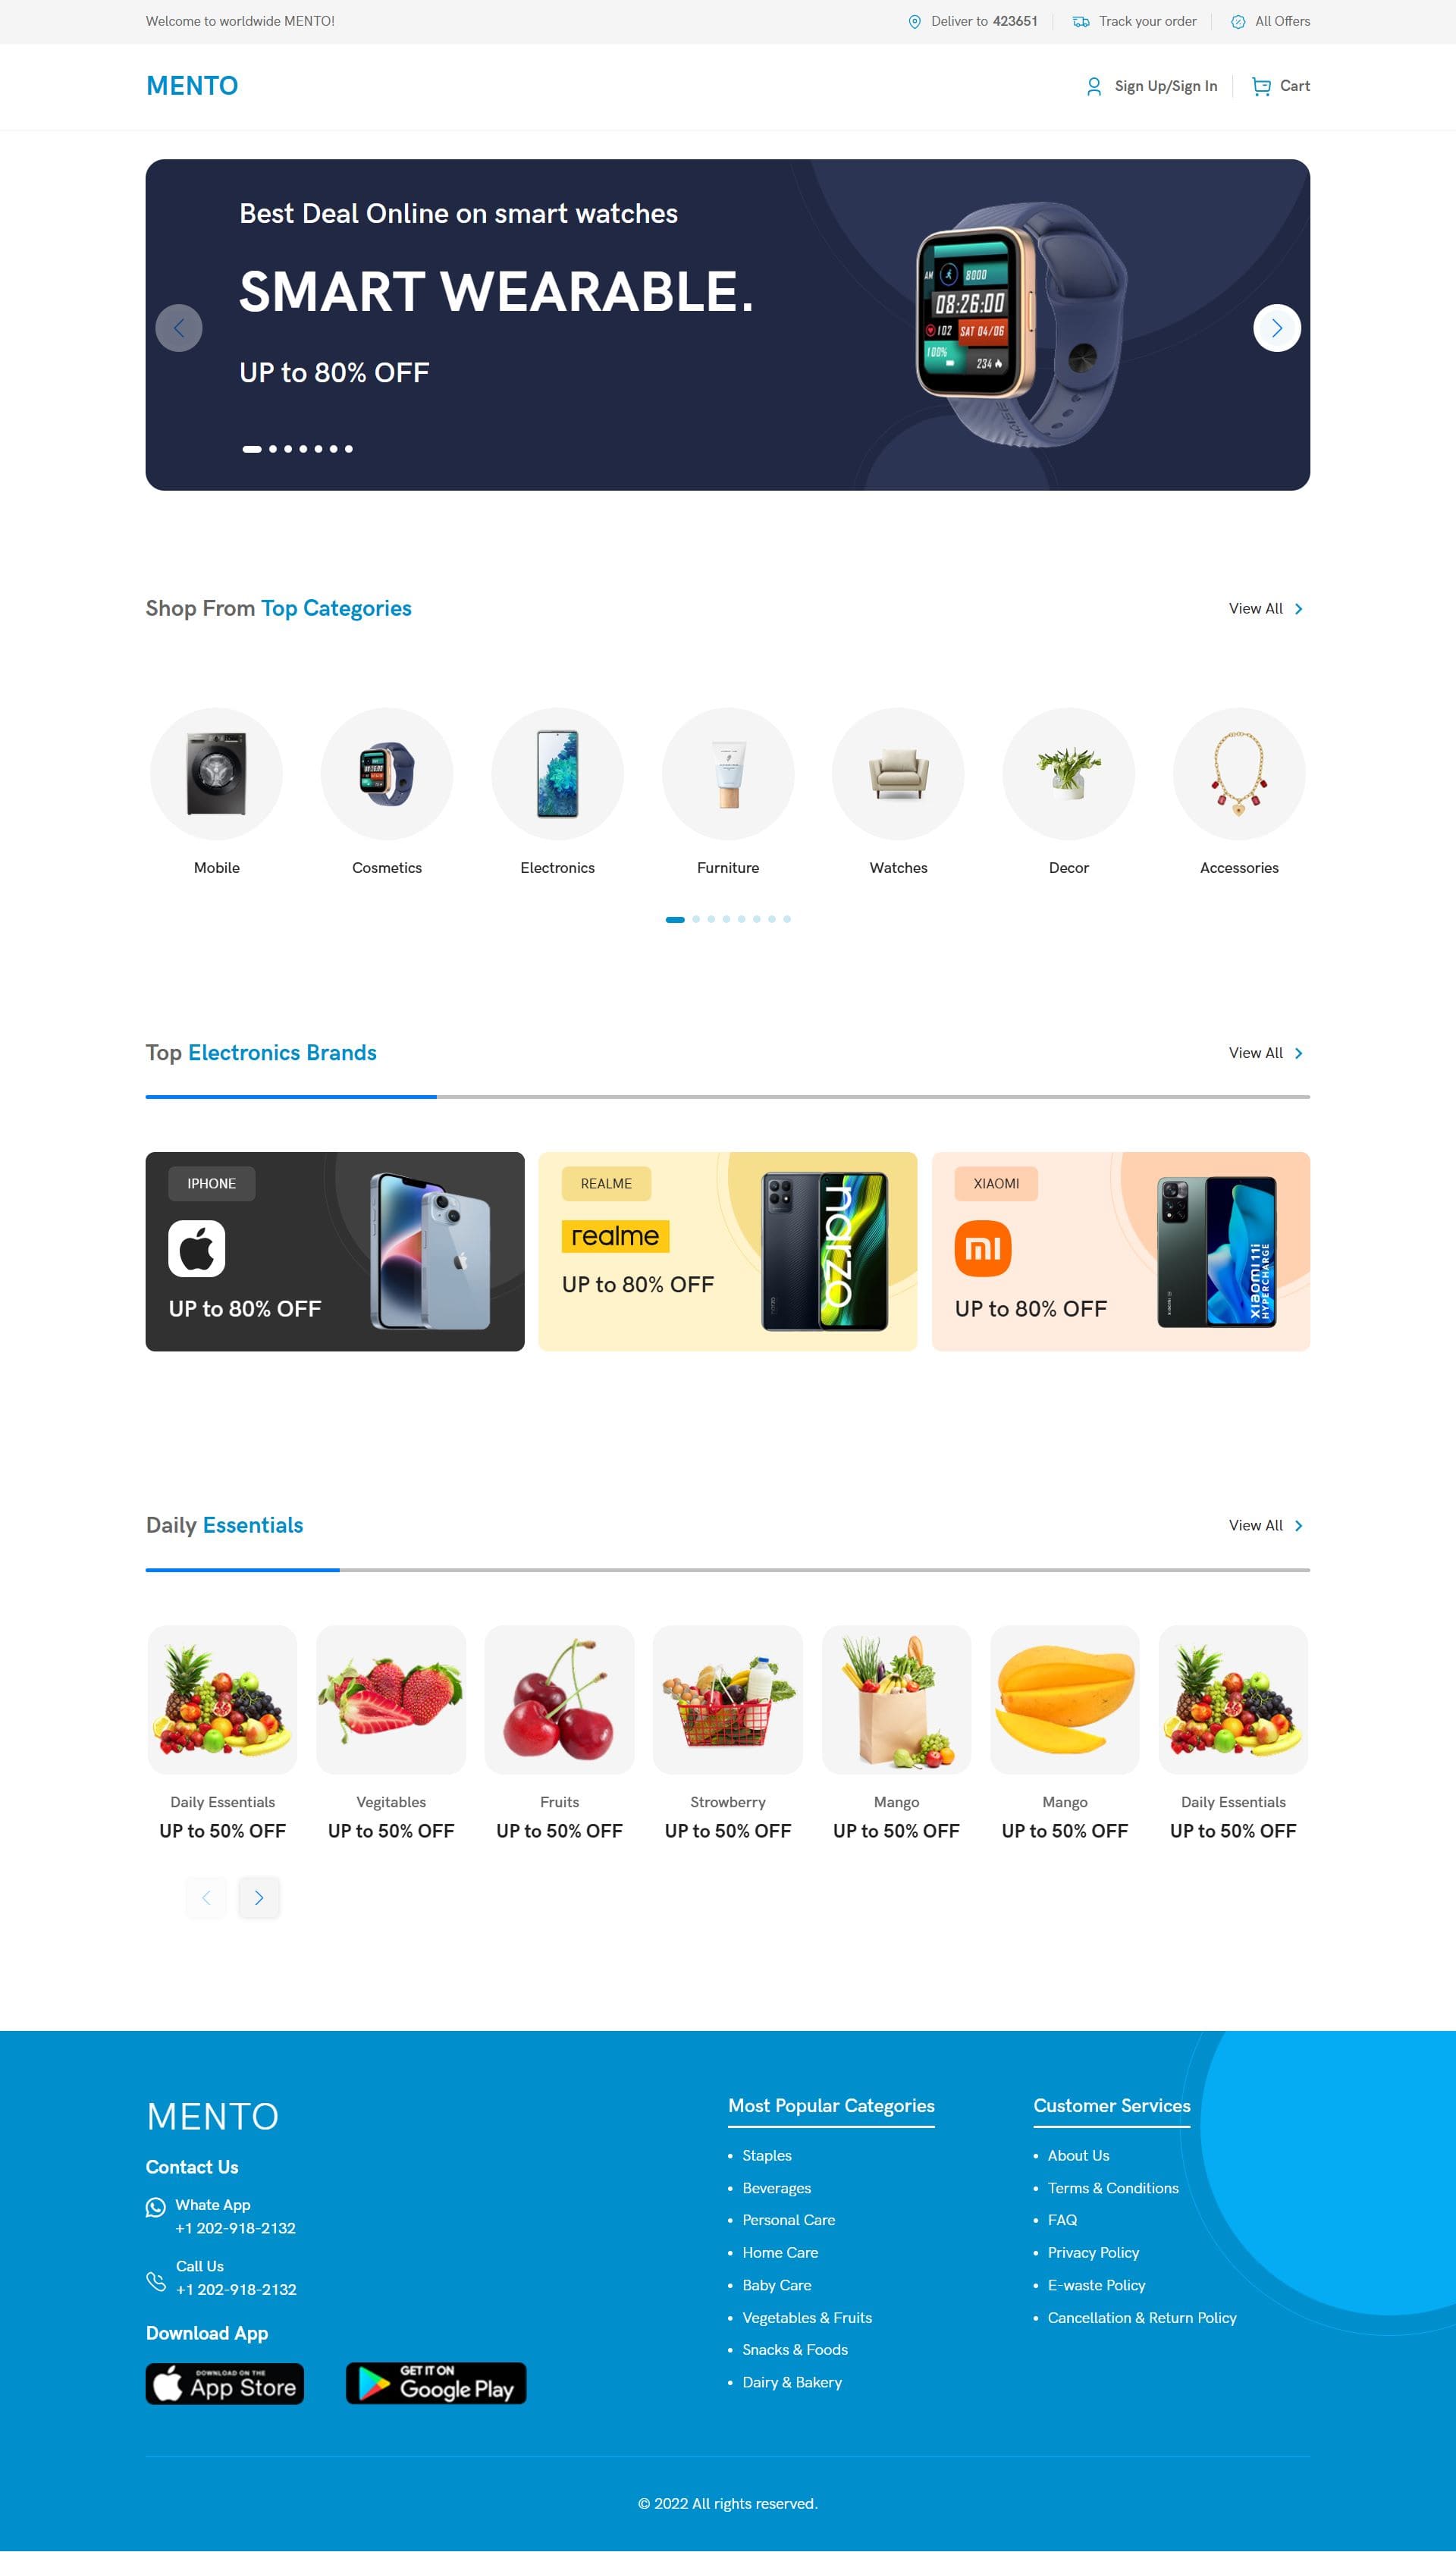 Welcome to worldwide MENTO!
Deliver to 423651
Track your order
All Offers
MENTO
Sign Up/Sign In
Cart
Best Deal Online on smart watches
SMART WEARABLE.
UP to 80% OFF
AM
8000
08:26:00
102
SAT 04/06
100%
234
Shop From Top Categories
View All
Mobile
Cosmetics
Electronics
Furniture
Watches
Decor
Accessories
Top Electronics Brands
View All
IPHONE
UP to 80% OFF
REALME
realme
UP to 80% OFF
narzo
XIAOMI
mi
UP to 80% OFF
Xiaomi 11i
HYPERCHARGE
Daily Essentials
View All
Daily Essentials
UP to 50% OFF
Vegitables
UP to 50% OFF
Fruits
UP to 50% OFF
Strowberry
UP to 50% OFF
Mango
UP to 50% OFF
Mango
UP to 50% OFF
Daily Essentials
UP to 50% OFF
MENTO
Contact Us
Whate App
+1 202-918-2132
Call Us
+1 202-918-2132
Download App
DOWNLOAD ON THE
App Store
GET IT ON
Google Play
Most Popular Categories
Staples
Beverages
Personal Care
Home Care
Baby Care
Vegetables & Fruits
Snacks & Foods
Dairy & Bakery
Customer Services
About Us
Terms & Conditions
FAQ
Privacy Policy
E-waste Policy
Cancellation & Return Policy
© 2022 All rights reserved.